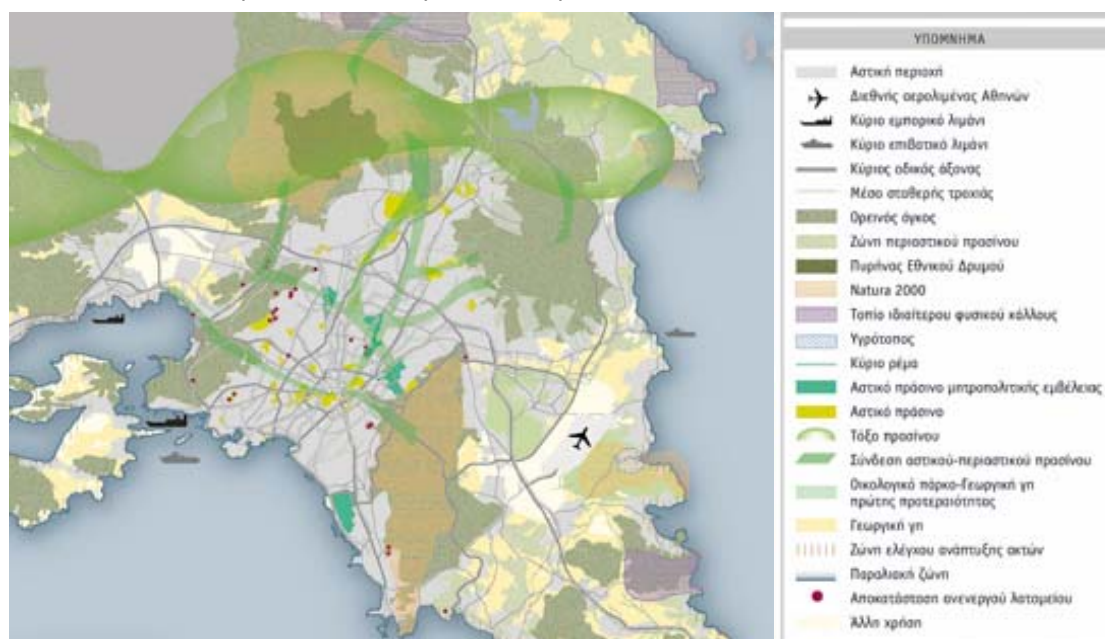 ΥΠΟΜΝΗΜΑ
Αστική περιοχή
Διεθνής αερολιμένας Αθηνών
Κύριο εμπορικό λιμάνι
Κύριο επιβατικό λιμάνι
Κύριος οδικός άξονας
Μέσο σταθερής τροχιάς
Ορεινός όγκος
Ζώνη περιαστικού πρασίνου
Πυρήνας Εθνικού Δρυμού
Natura 2000
Τοπίο ιδιαίτερου φυσικού κάλλους
Υγρότοπος
Κύριο ρέμα
Αστικό πράσινο μητροπολιτικής εμβέλειας
Αστικό πράσινο
Τόξο πρασίνου
Σύνδεση αστικού-περιαστικού πρασίνου
Οικολογικό πάρκο-Γεωργική γη
πρώτης προτεραιότητας
Γεωργική γη
Ζώνη ελέγχου ανάπτυξης ακτών
Παραλιακή ζώνη
Αποκατάσταση ανενεργού λατομείου
Άλλη χρήση